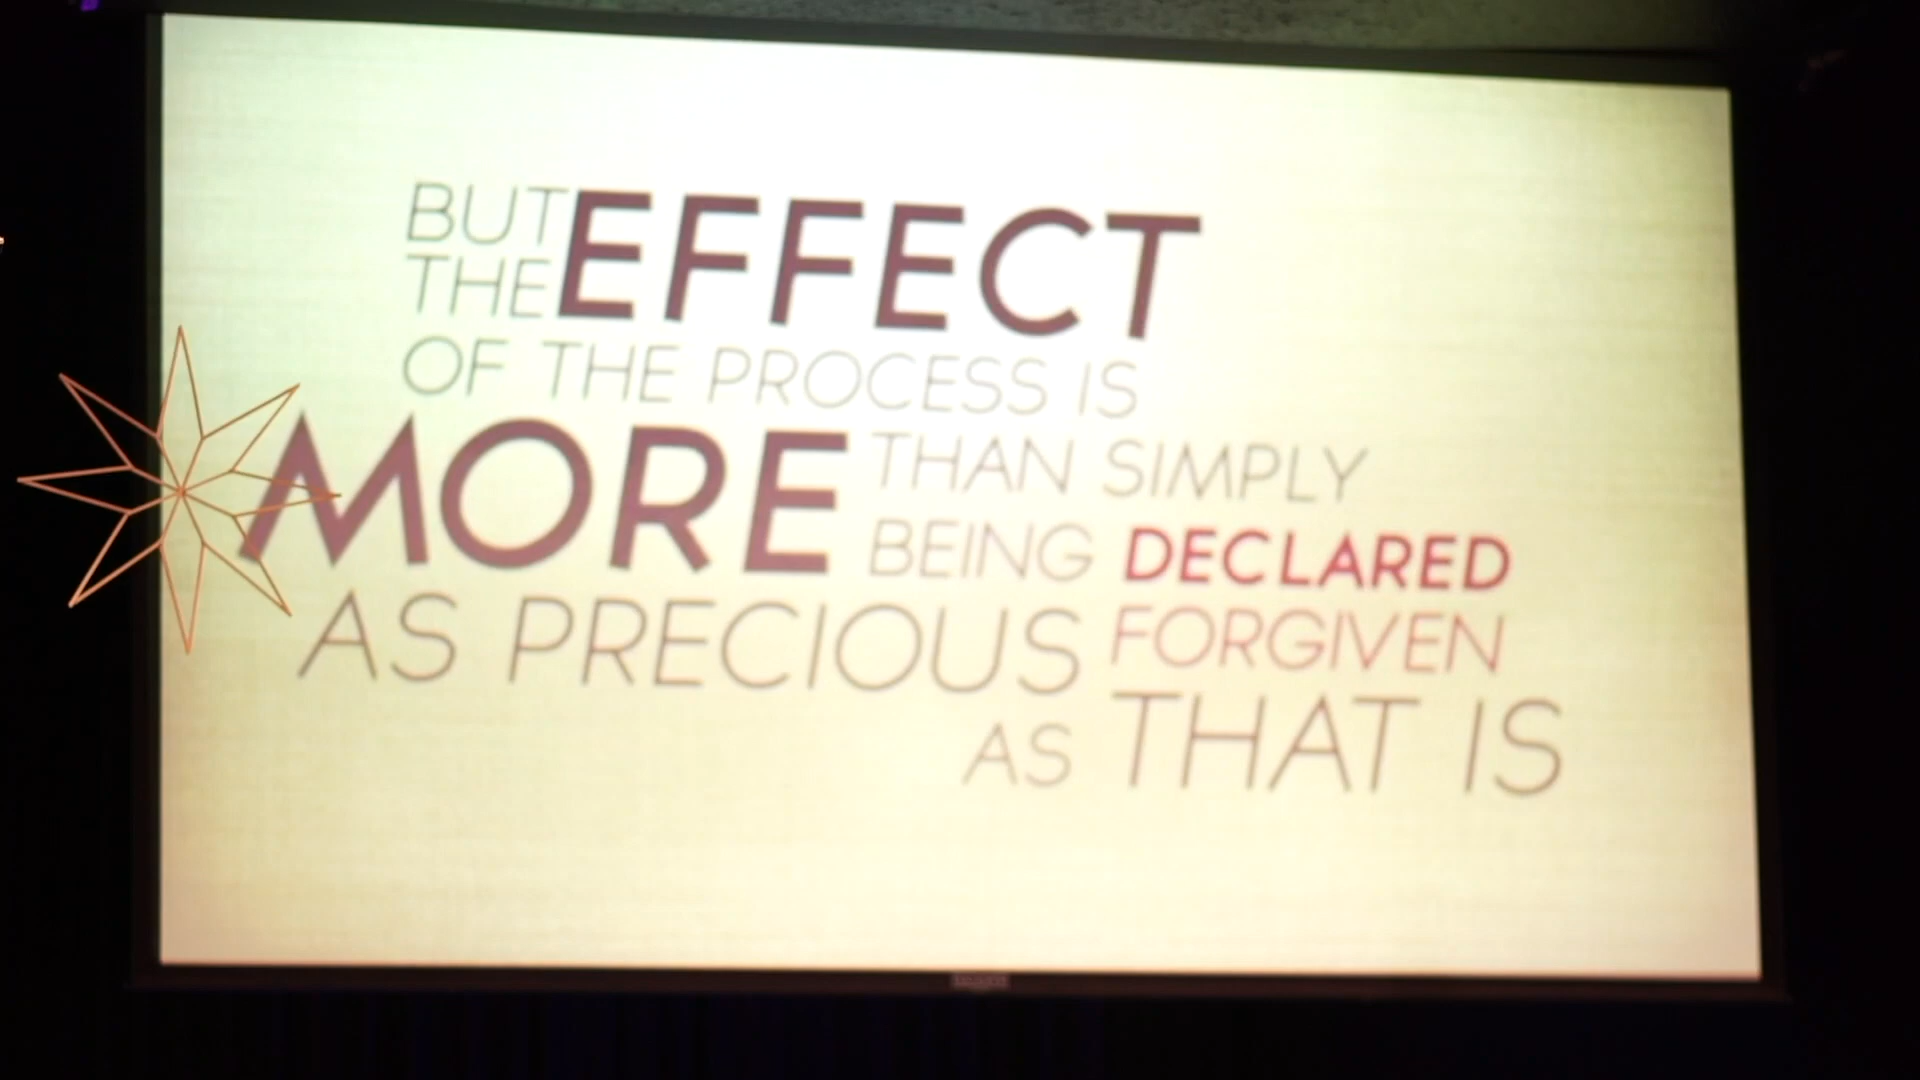 BUT
THE EFFECT
OF THE PROCESS IS
MORE THAN SIMPLY
BEING DECLARED
FORGIVEN
AS PRECIOUS
AS THAT IS